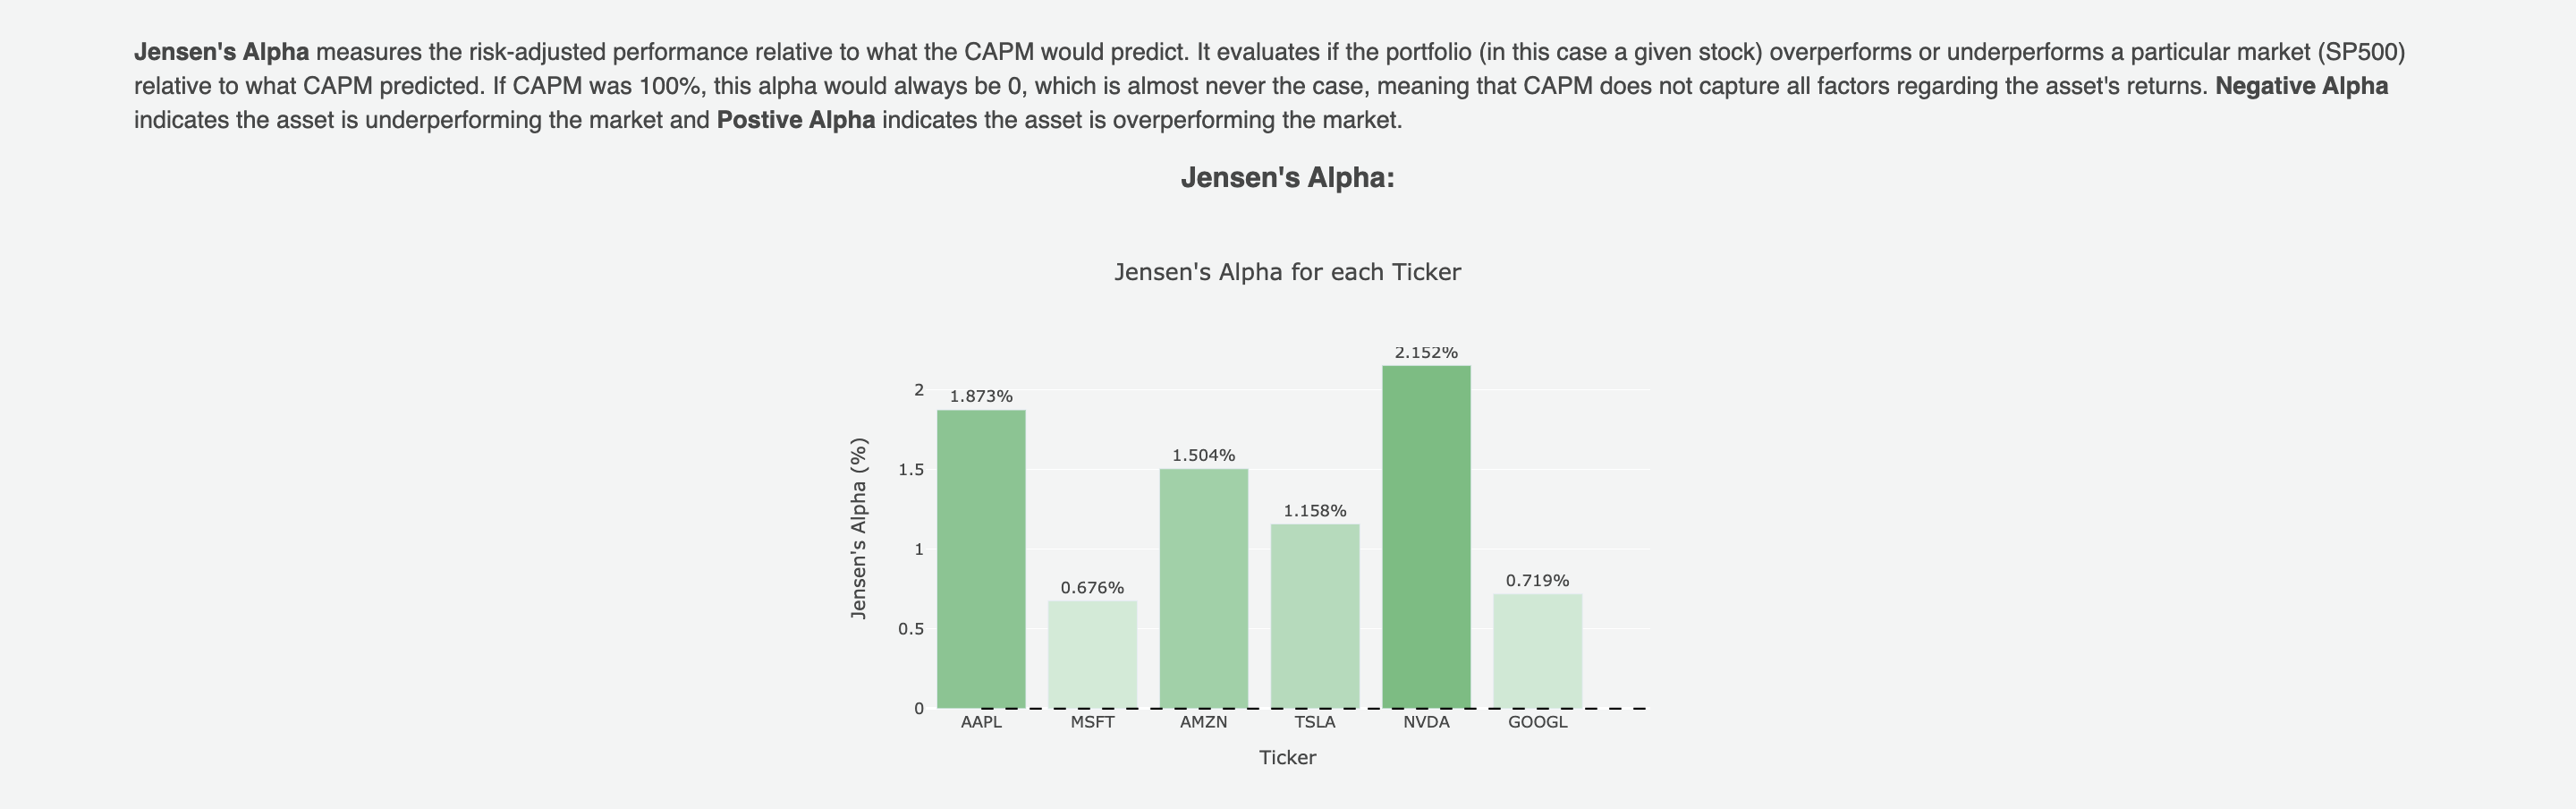 Jensen's Alpha measures the risk-adjusted performance relative to what the CAPM would predict. It evaluates if the portfolio (in this case a given stock) overperforms or underperforms a particular market (SP500)
relative to what CAPM predicted. If CAPM was 100%, this alpha would always be 0, which is almost never the case, meaning that CAPM does not capture all factors regarding the asset's returns. Negative Alpha
indicates the asset is underperforming the market and Postive Alpha indicates the asset is overperforming the market.
Jensen's Alpha:
Jensen's Alpha for each Ticker
2.152%
2
1.873%
1.5
1.504%
1.158%
1
0.719%
0.676%
0.5
0
Jensen's Alpha (%)
AAPL MSFT AMZN TSLA NVDA GOOGL
Ticker